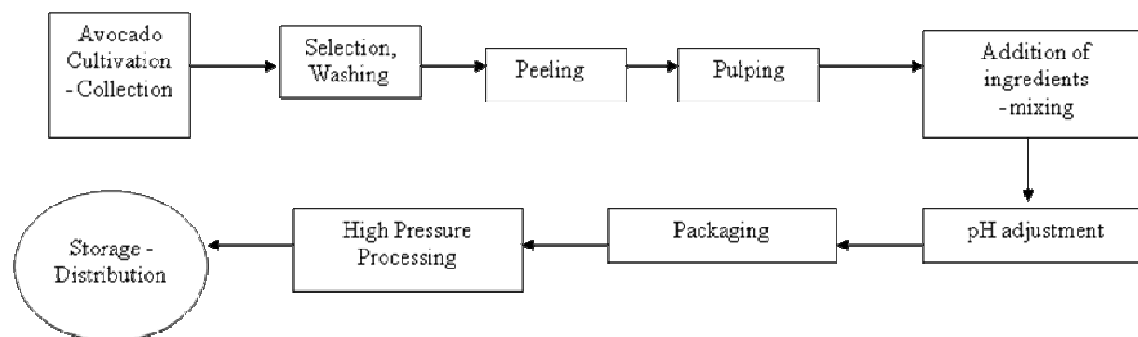 Avocado
Cultivation
- Collection
Selection,
Washing
Peeling
Pulping
Addition of
ingredients
- mixing
pH adjustment
Packaging
High Pressure
Processing
Storage -
Distribution